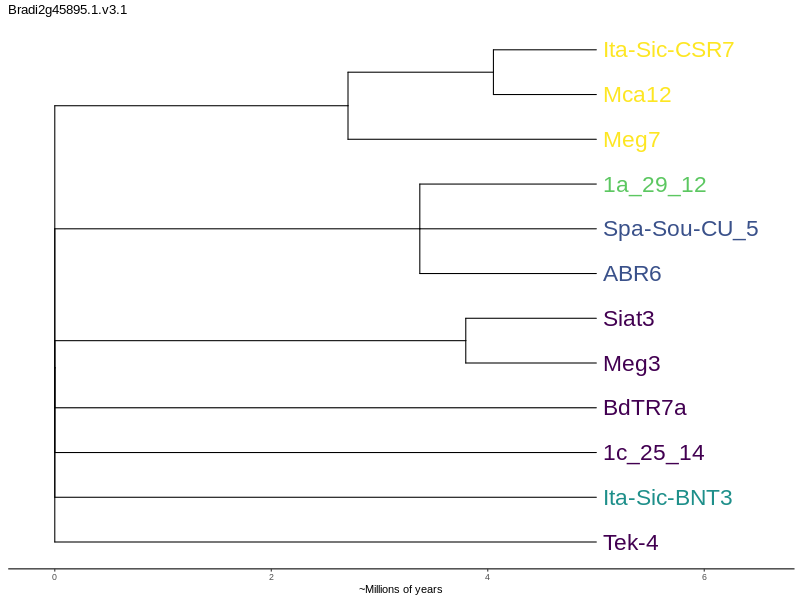 Bradi2g45895.1.v3.1
Ita-Sic-CSR7
Mca12
Meg7
1a_29_12
Spa-Sou-CU_5
ABR6
Siat3
Meg3
BdTR7a
1c_25_14
Ita-Sic-BNT3
Tek-4
0 2 4 6
~Millions of years